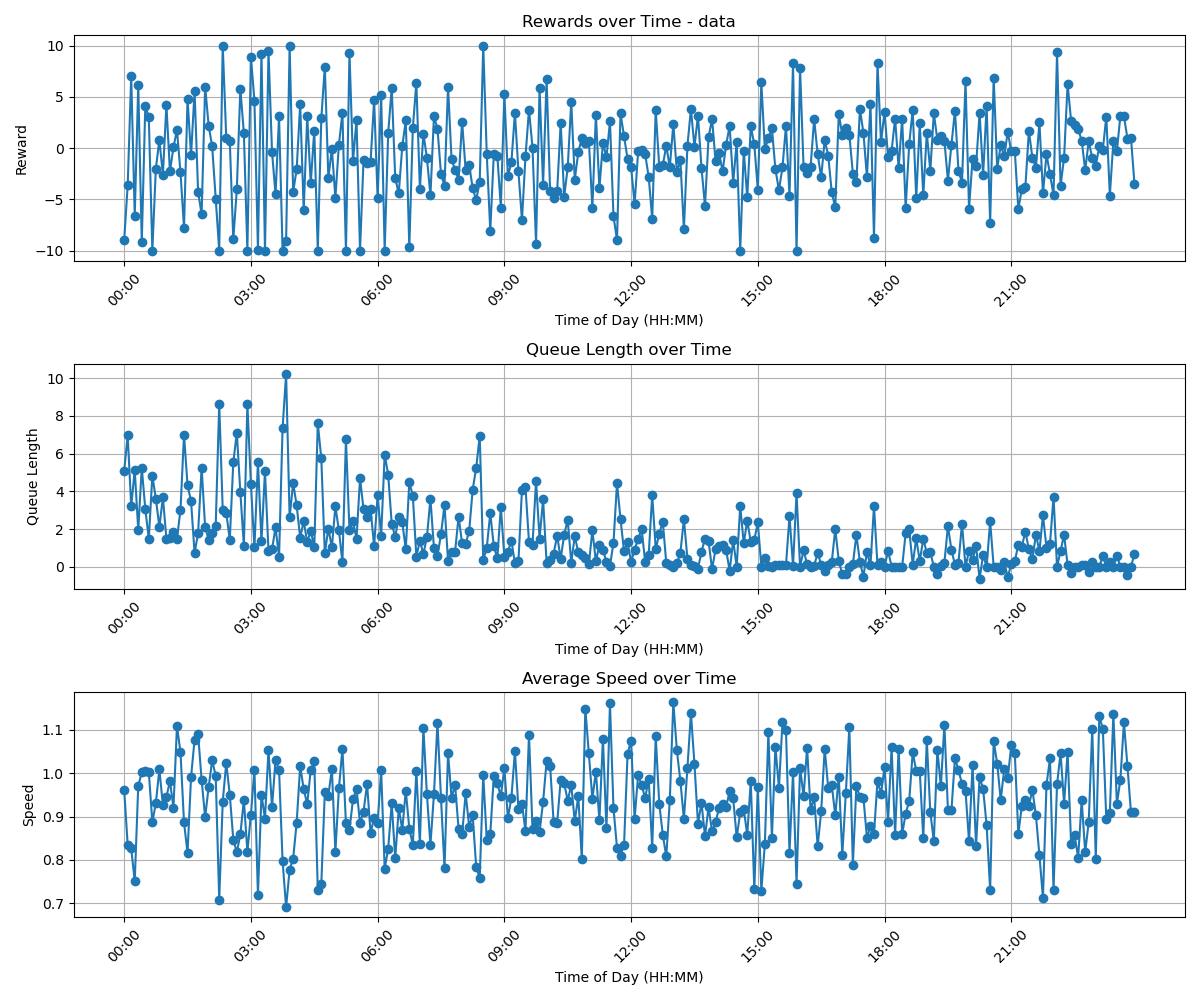 Rewards over Time - data
Reward
10
5
0
−5
−10
00:00 03:00 06:00 09:00 12:00 15:00 18:00 21:00
Time of Day (HH:MM)
Queue Length over Time
Queue Length
10
8
6
4
2
0
00:00 03:00 06:00 09:00 12:00 15:00 18:00 21:00
Time of Day (HH:MM)
Average Speed over Time
Speed
1.1
1.0
0.9
0.8
0.7
00:00 03:00 06:00 09:00 12:00 15:00 18:00 21:00
Time of Day (HH:MM)